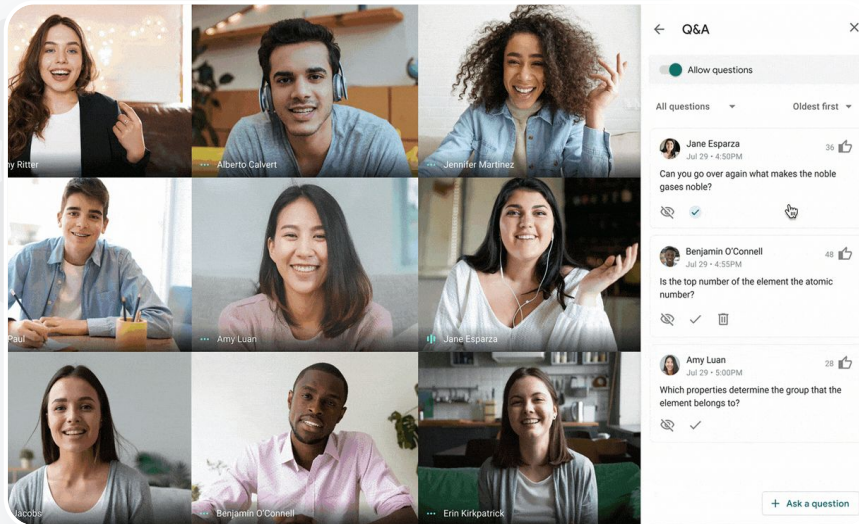 ny Ritter
Alberto Calvert
Jennifer Martinez
Paul
Amy Luan
Jane Esparza
Jacobs
Benjamin O'Connell
Erin Kirkpatrick
Q&A
Allow questions
All questions
Oldest first
Jane Esparza
36
Jul 29 • 4:50PM
Can you go over again what makes the noble
gases noble?
Benjamin O'Connell
48
Jul 29 • 4:55PM
Is the top number of the element the atomic
number?
Amy Luan
28
Jul 29 • 5:00PM
Which properties determine the group that the
element belongs to?
+ Ask a question